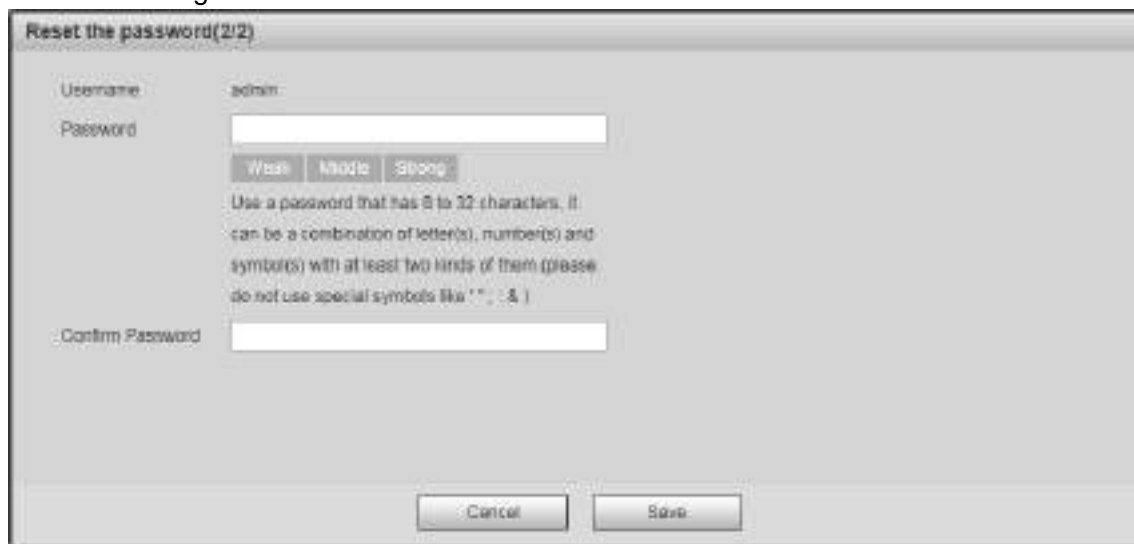 Reset the password(2/2)
Username admin
Password
Weak Middle Strong
Use a password that has 8 to 32 characters, it
can be a combination of letter(s), number(s) and
symbol(s) with at least two kinds of them (please
do not use special symbols like ' " ; : & )
Confirm Password
Cancel Save